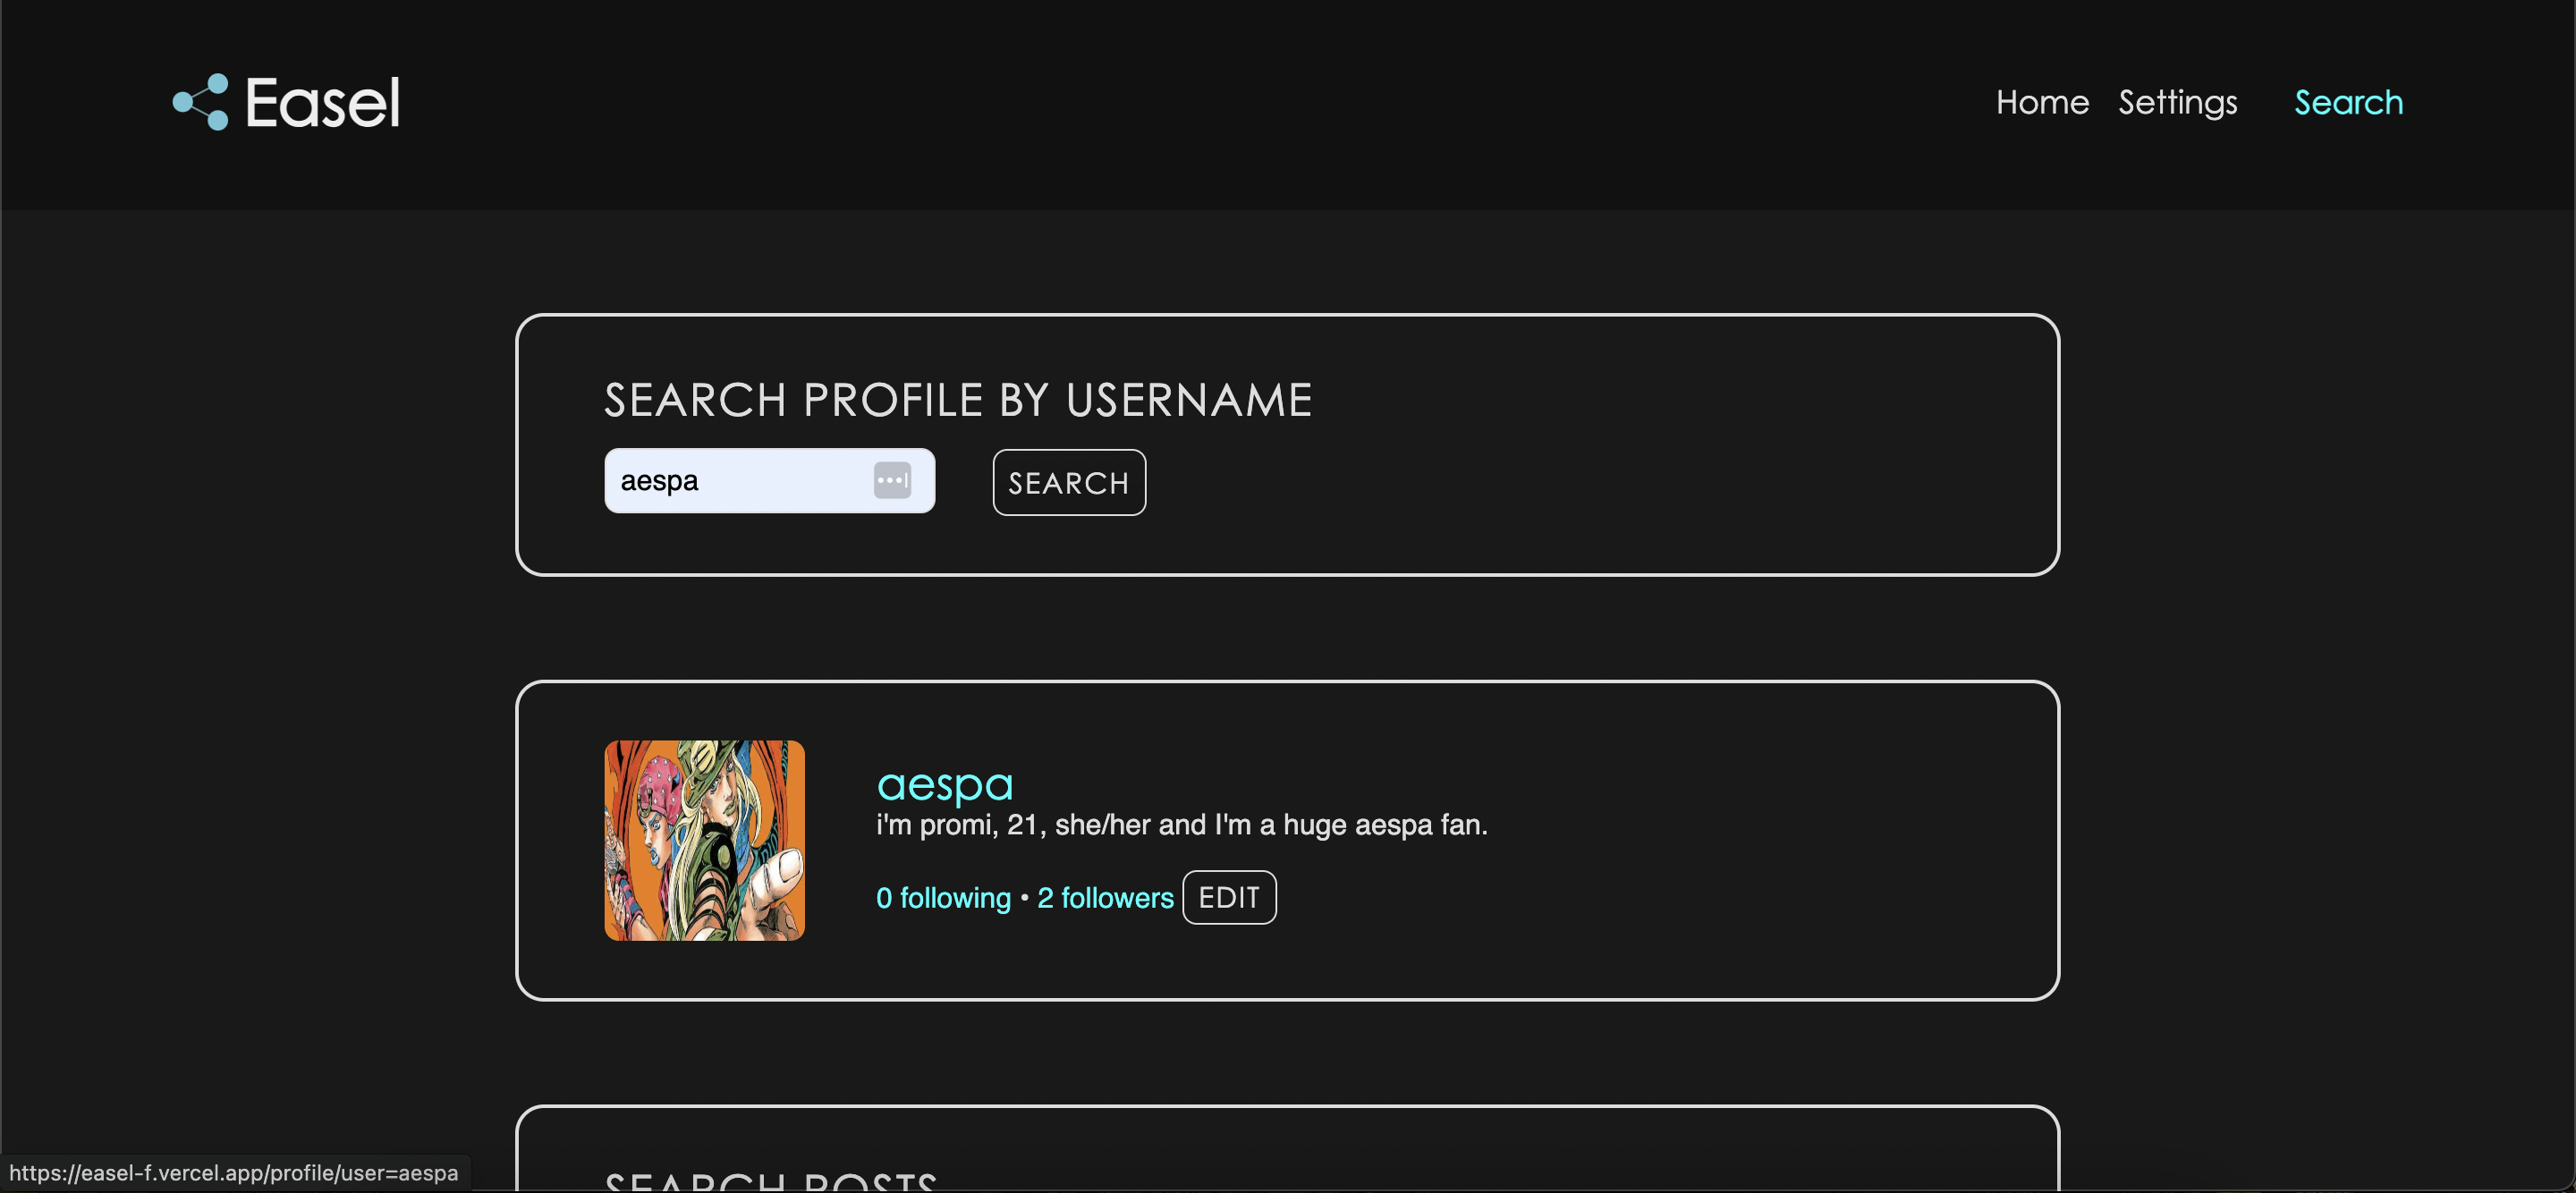 Easel
Home Settings Search
SEARCH PROFILE BY USERNAME
aespa
SEARCH
aespa
i'm promi, 21, she/her and I'm a huge aespa fan.
0 following • 2 followers EDIT
SEARCH POSTS
https://easel-f.vercel.app/profile/user=aespa